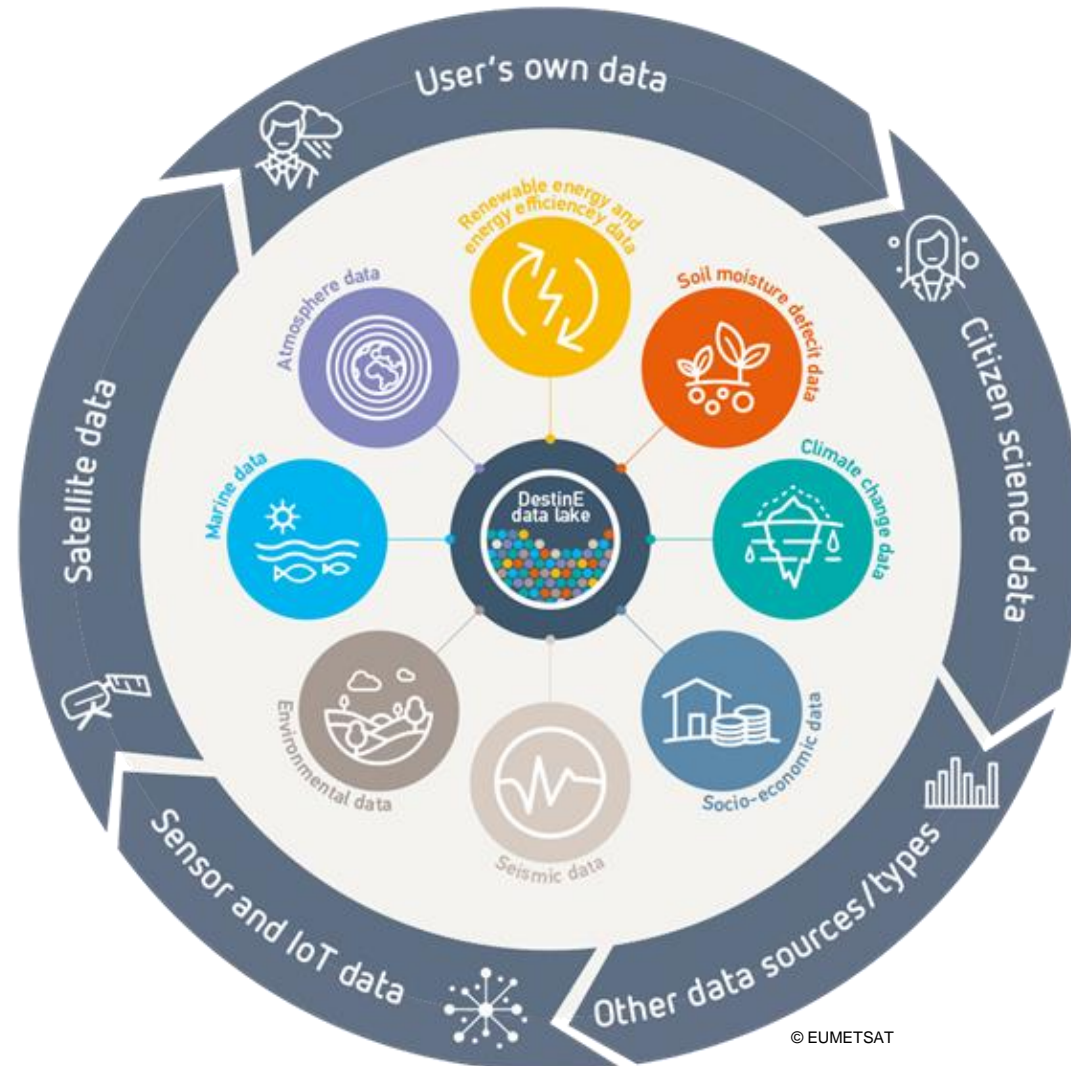 User's own data
Citizen science data
Other data sources/types
Sensor and IoT data
Satellite data
Renewable energy and
energy efficiencey data
Soil moisture defecit data
Climate change data
Socio-economic data
Seismic data
Environmental data
Marine data
Atmosphere data
DestinE
data lake
© EUMETSAT